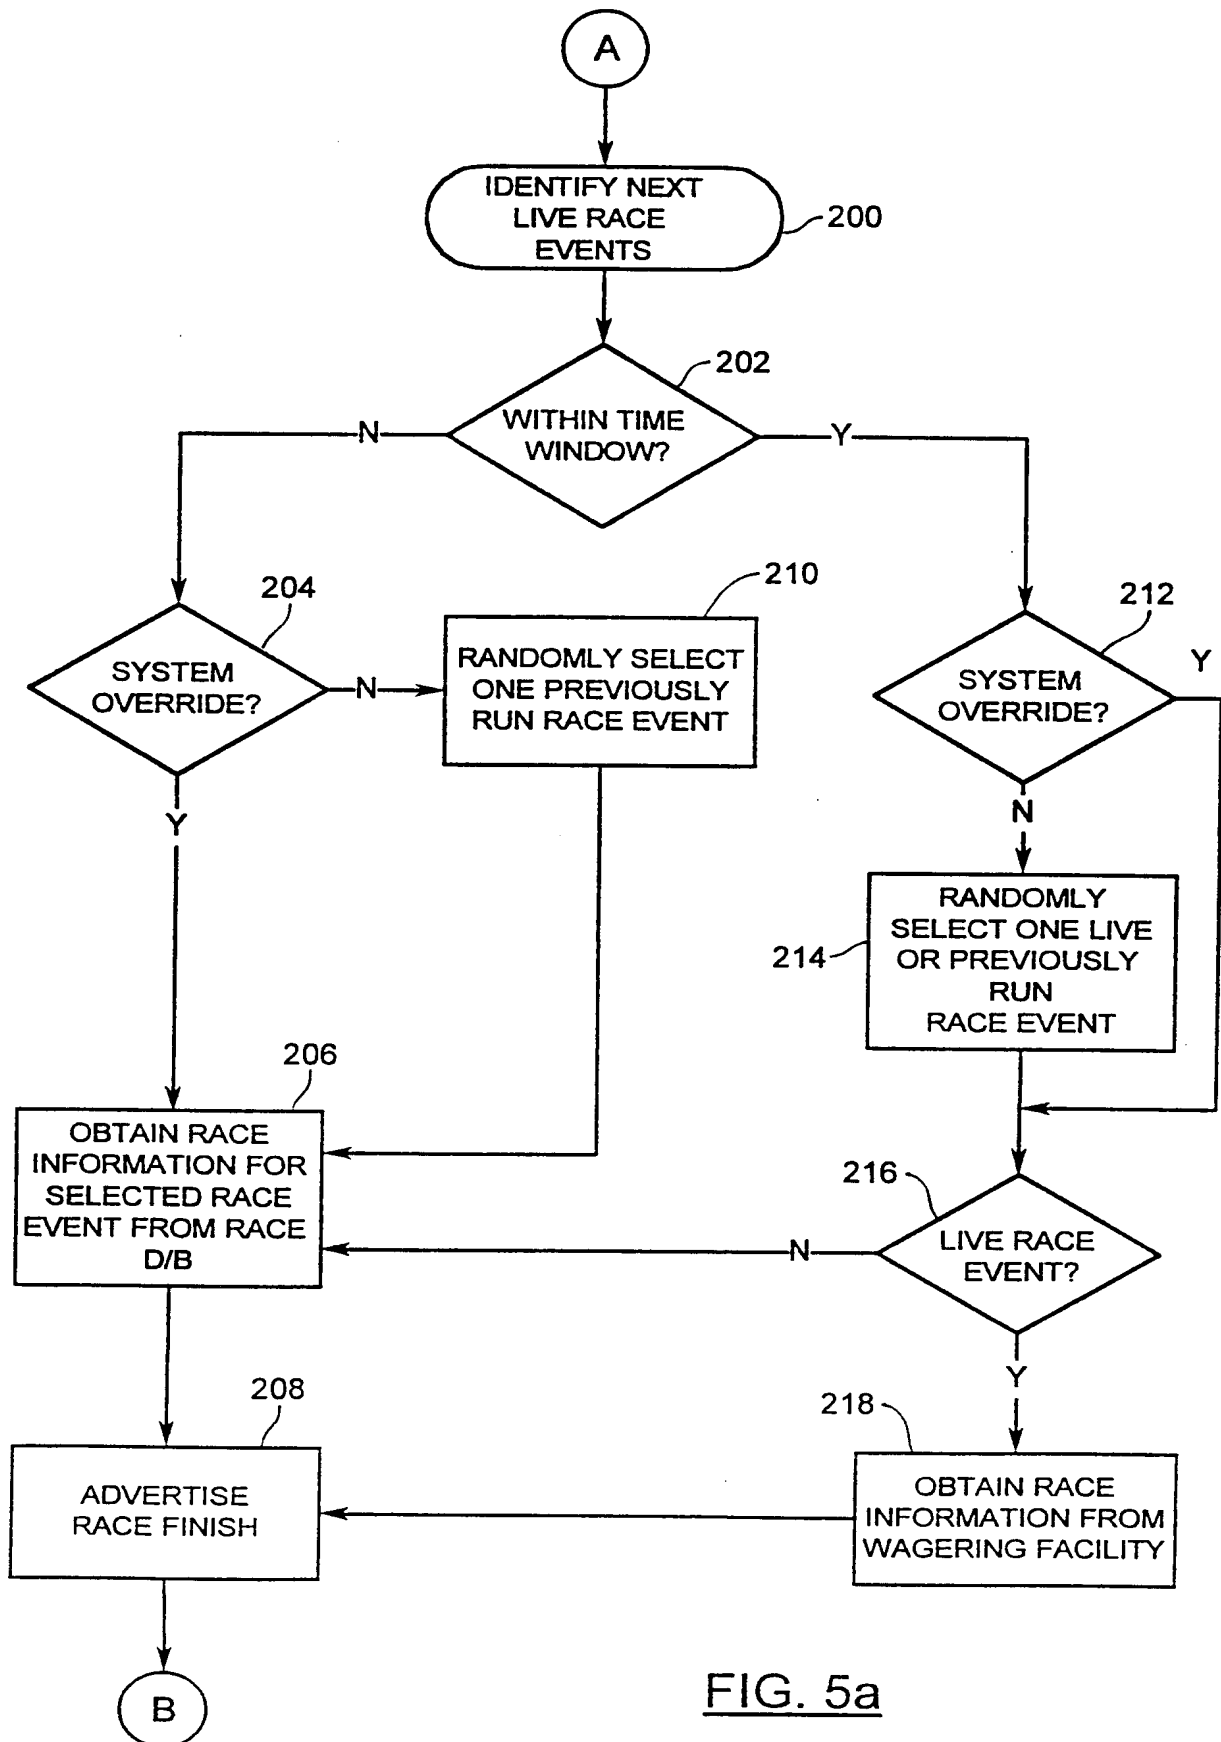 A
IDENTIFY NEXT
LIVE RACE
EVENTS
200
202
WITHIN TIME
WINDOW?
N
Y
204
SYSTEM
OVERRIDE?
N
Y
210
RANDOMLY SELECT
ONE PREVIOUSLY
RUN RACE EVENT
212
SYSTEM
OVERRIDE?
Y
N
214
RANDOMLY
SELECT ONE LIVE
OR PREVIOUSLY
RUN
RACE EVENT
206
OBTAIN RACE
INFORMATION FOR
SELECTED RACE
EVENT FROM RACE
D/B
216
LIVE RACE
EVENT?
N
Y
208
ADVERTISE
RACE FINISH
218
OBTAIN RACE
INFORMATION FROM
WAGERING FACILITY
B
FIG. 5a